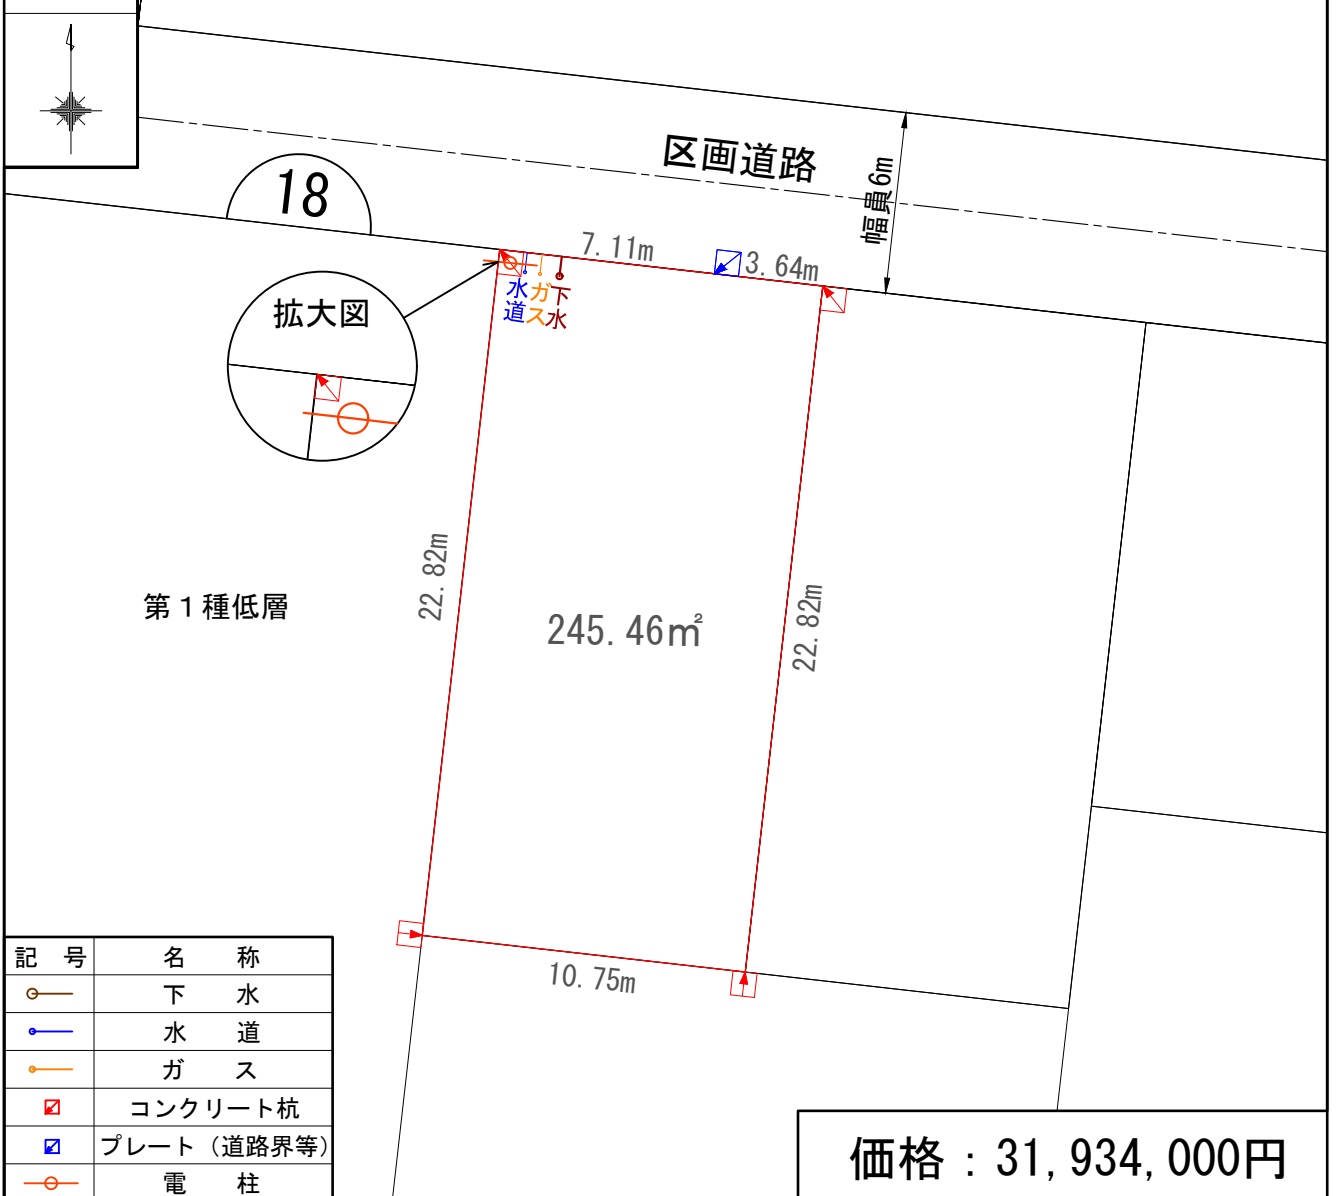 区画道路
幅員6m
18
7.11m
3.64m
水道
ガス
下水
拡大図
22.82m
第1種低層
245.46㎡
22.82m
10.75m
記 号 名 称
下 水
水 道
ガ ス
コンクリート杭
プレート（道路界等）
電 柱
価格：31,934,000円